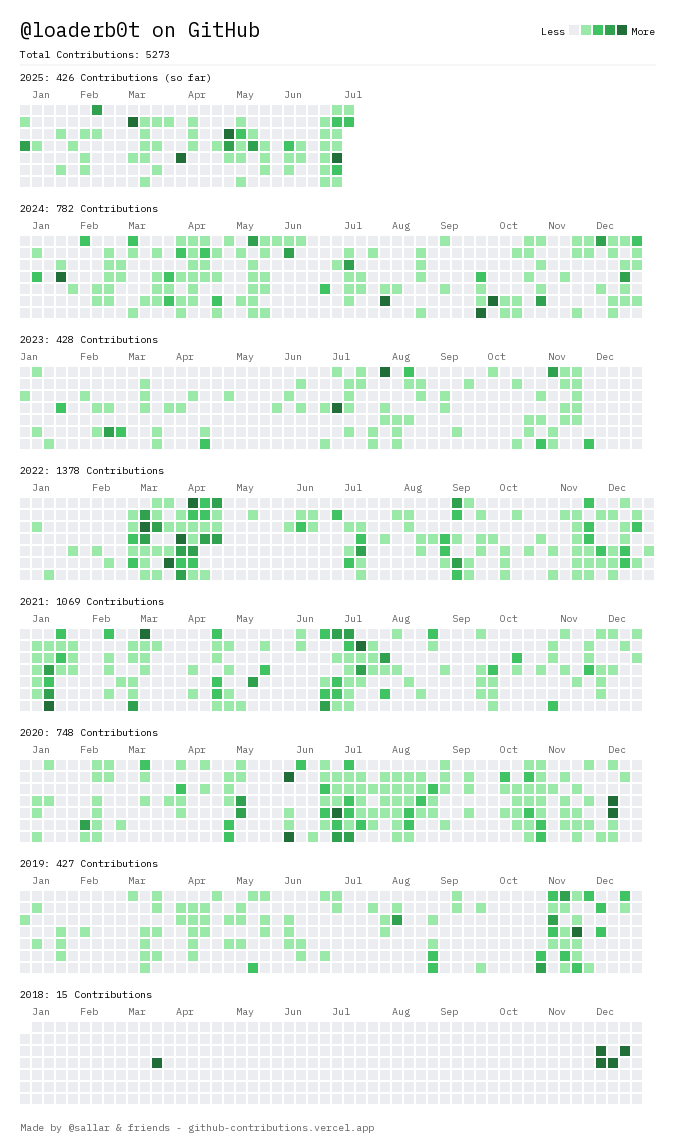 @loaderb0t on GitHub
Less More
Total Contributions: 5273
2025: 426 Contributions (so far)
Jan Feb Mar Apr May Jun Jul
2024: 782 Contributions
Jan Feb Mar Apr May Jun Jul Aug Sep Oct Nov Dec
2023: 428 Contributions
Jan Feb Mar Apr May Jun Jul Aug Sep Oct Nov Dec
2022: 1378 Contributions
Jan Feb Mar Apr May Jun Jul Aug Sep Oct Nov Dec
2021: 1069 Contributions
Jan Feb Mar Apr May Jun Jul Aug Sep Oct Nov Dec
2020: 748 Contributions
Jan Feb Mar Apr May Jun Jul Aug Sep Oct Nov Dec
2019: 427 Contributions
Jan Feb Mar Apr May Jun Jul Aug Sep Oct Nov Dec
2018: 15 Contributions
Jan Feb Mar Apr May Jun Jul Aug Sep Oct Nov Dec
Made by @sallar & friends - github-contributions.vercel.app